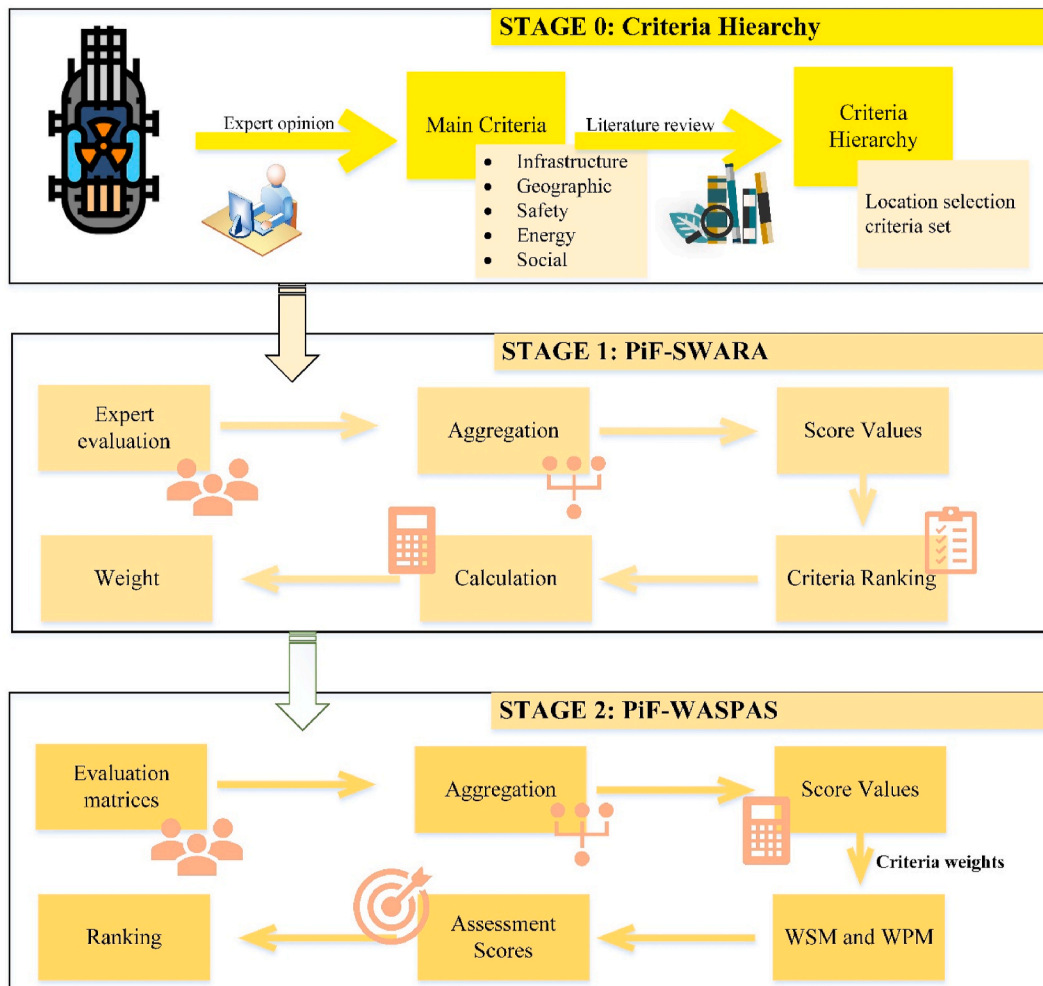 STAGE 0: Criteria Hiearchy
Expert opinion
Main Criteria
• Infrastructure
• Geographic
• Safety
• Energy
• Social
Literature review
Criteria
Hierarchy
Location selection
criteria set
STAGE 1: PiF-SWARA
Expert
evaluation
Aggregation
Score Values
Weight
Calculation
Criteria Ranking
STAGE 2: PiF-WASPAS
Evaluation
matrices
Aggregation
Score Values
Criteria weights
Ranking
Assessment
Scores
WSM and WPM